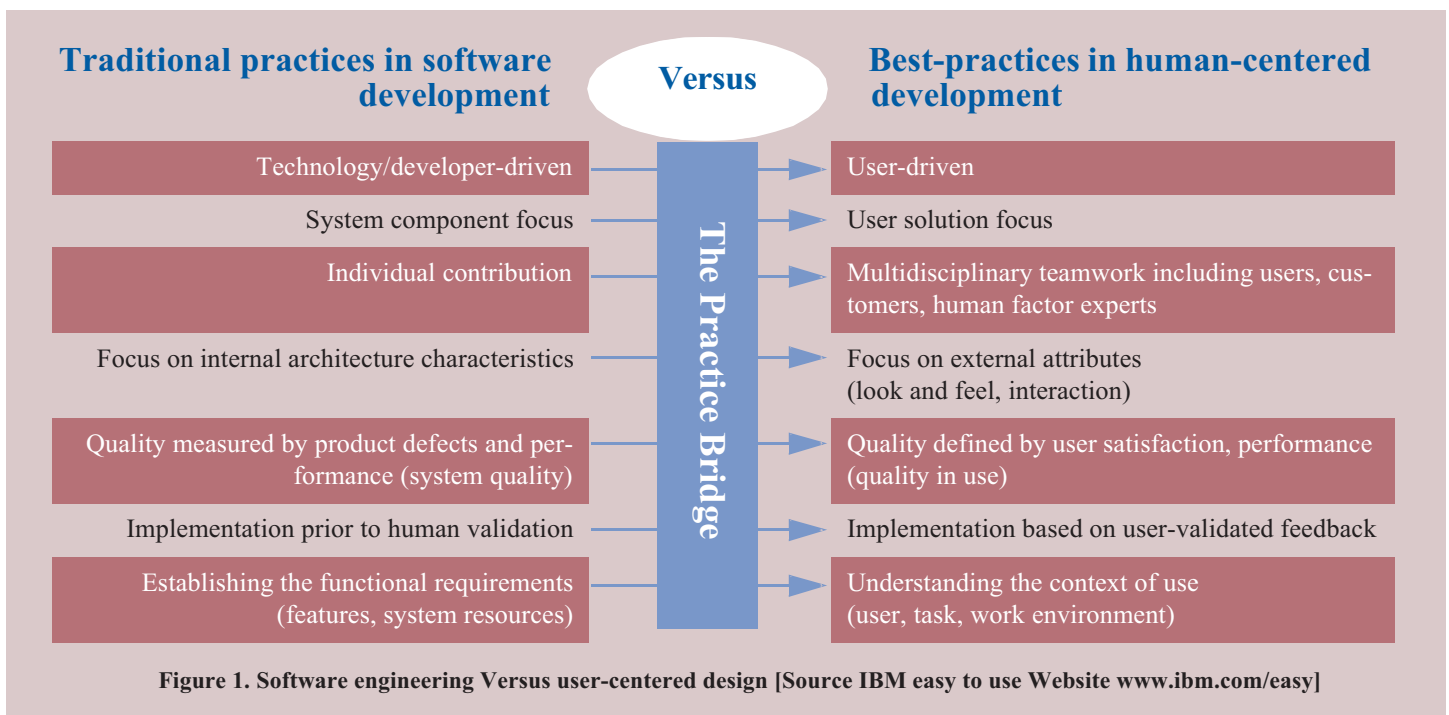 Traditional practices in software
development
Versus
Best-practices in human-centered
development
Technology/developer-driven
User-driven
System component focus
User solution focus
Individual contribution
Multidisciplinary teamwork including users, cus-
tomers, human factor experts
Focus on internal architecture characteristics
Focus on external attributes
(look and feel, interaction)
Quality measured by product defects and per-
formance (system quality)
Quality defined by user satisfaction, performance
(quality in use)
Implementation prior to human validation
Implementation based on user-validated feedback
Establishing the functional requirements
(features, system resources)
Understanding the context of use
(user, task, work environment)
The Practice Bridge
Figure 1. Software engineering Versus user-centered design [Source IBM easy to use Website www.ibm.com/easy]